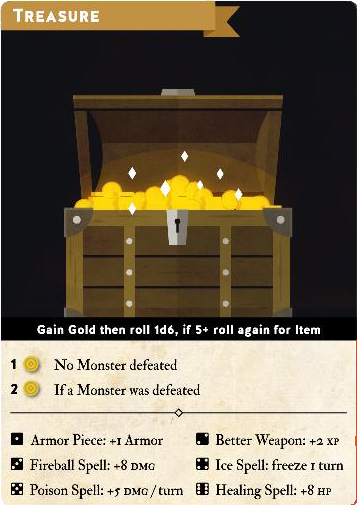 Treasure
Gain Gold then roll 1d6, if 5+ roll again for Item
1 No Monster defeated
2 If a Monster was defeated
Armor Piece: +1 Armor
Better Weapon: +2 XP
Fireball Spell: +8 DMG
Ice Spell: freeze 1 turn
Poison Spell: +5 DMG/turn
Healing Spell: +8 HP